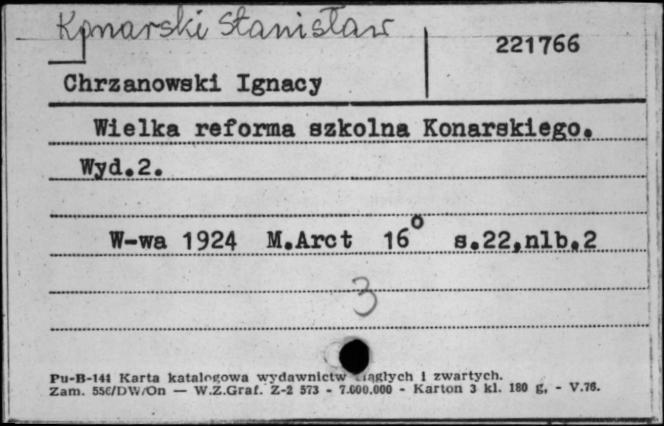 Konarski Stanisław
221766
Chrzanowski Ignacy
Wielka reforma szkolna Konarskiego.
Wyd.2.
W-wa 1924 M.Arct 16° s.22,nlb.2
3
Pu-B-144 Karta katalogowa wydawnictw ciągłych i zwartych.
Zam. 556/DW/On — W.Z.Graf. Z-2 573 - 7.000.000 - Karton 3 kl. 180 g. - V.76.